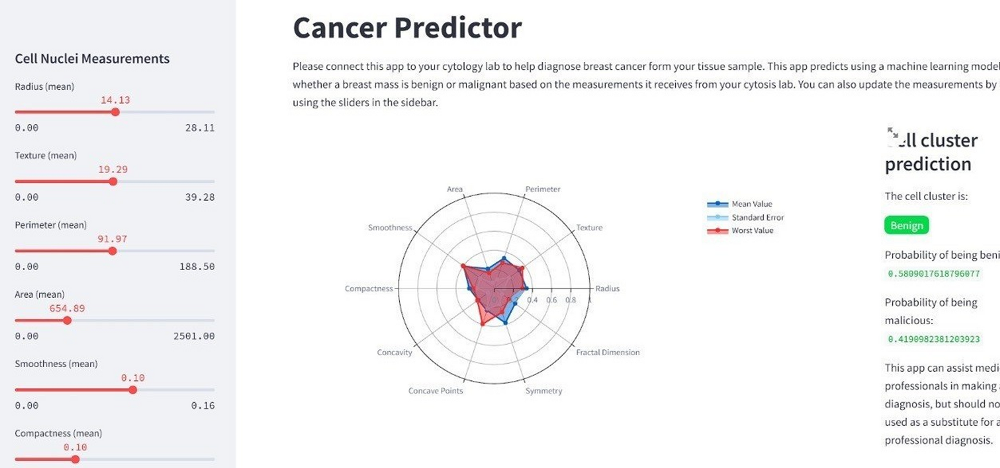 Cell Nuclei Measurements
Radius (mean)
14.13
0.00 28.11
Texture (mean)
19.29
0.00 39.28
Perimeter (mean)
91.97
0.00 188.50
Area (mean)
654.89
0.00 2501.00
Smoothness (mean)
0.10
0.00 0.16
Compactness (mean)
0.10
Cancer Predictor
Please connect this app to your cytology lab to help diagnose breast cancer form your tissue sample. This app predicts using a machine learning model
whether a breast mass is benign or malignant based on the measurements it receives from your cytosis lab. You can also update the measurements by
using the sliders in the sidebar.
Area Perimeter
Smoothness Texture
Compactness Radius
0 0.4 0.6 0.8 1
Concavity Fractal Dimension
Concave Points Symmetry
Mean Value
Standard Error
Worst Value
ll cluster
prediction
The cell cluster is:
Benign
Probability of being beni
0.5809017618796077
Probability of being
malicious:
0.4190982381203923
This app can assist medi
professionals in making a
diagnosis, but should no
used as a substitute for a
professional diagnosis.